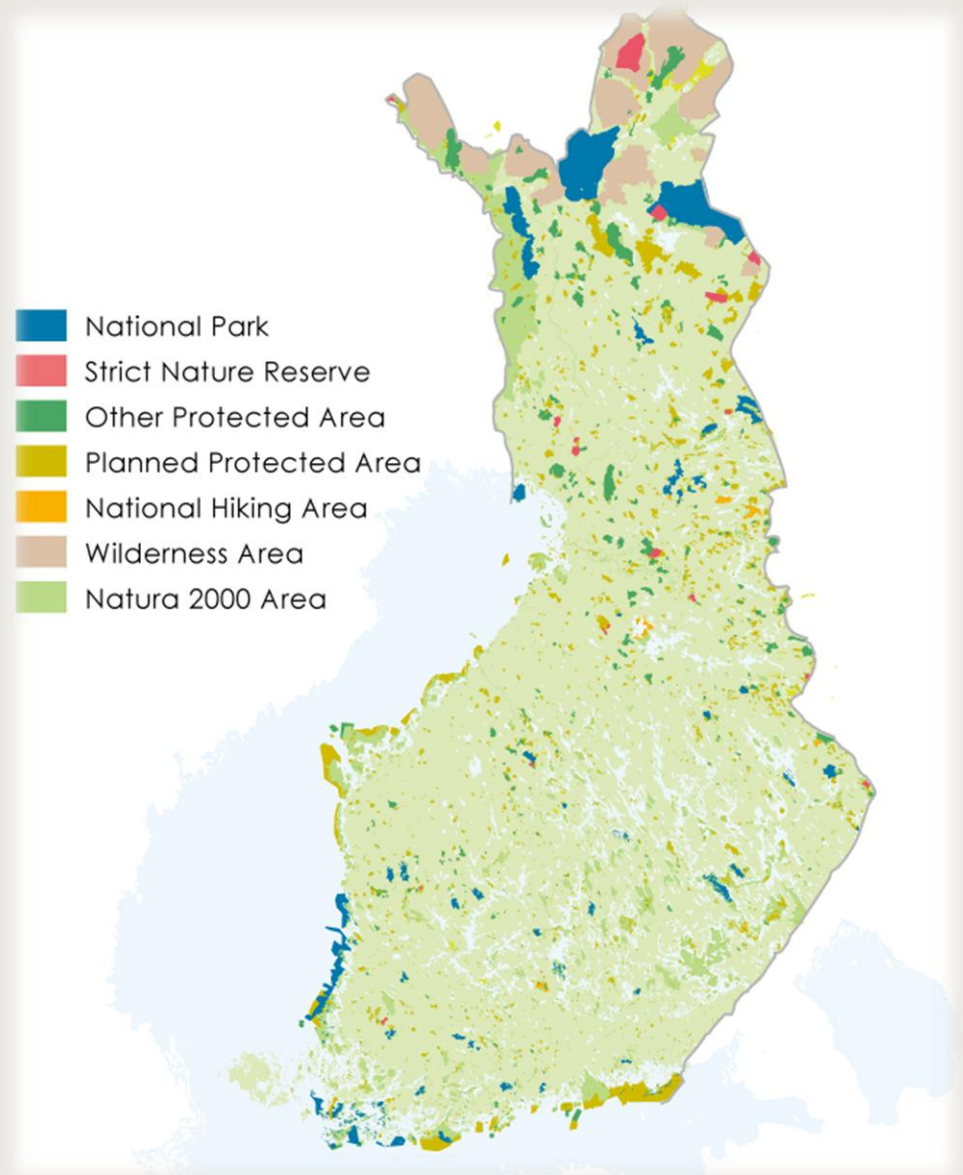 National Park
Strict Nature Reserve
Other Protected Area
Planned Protected Area
National Hiking Area
Wilderness Area
Natura 2000 Area